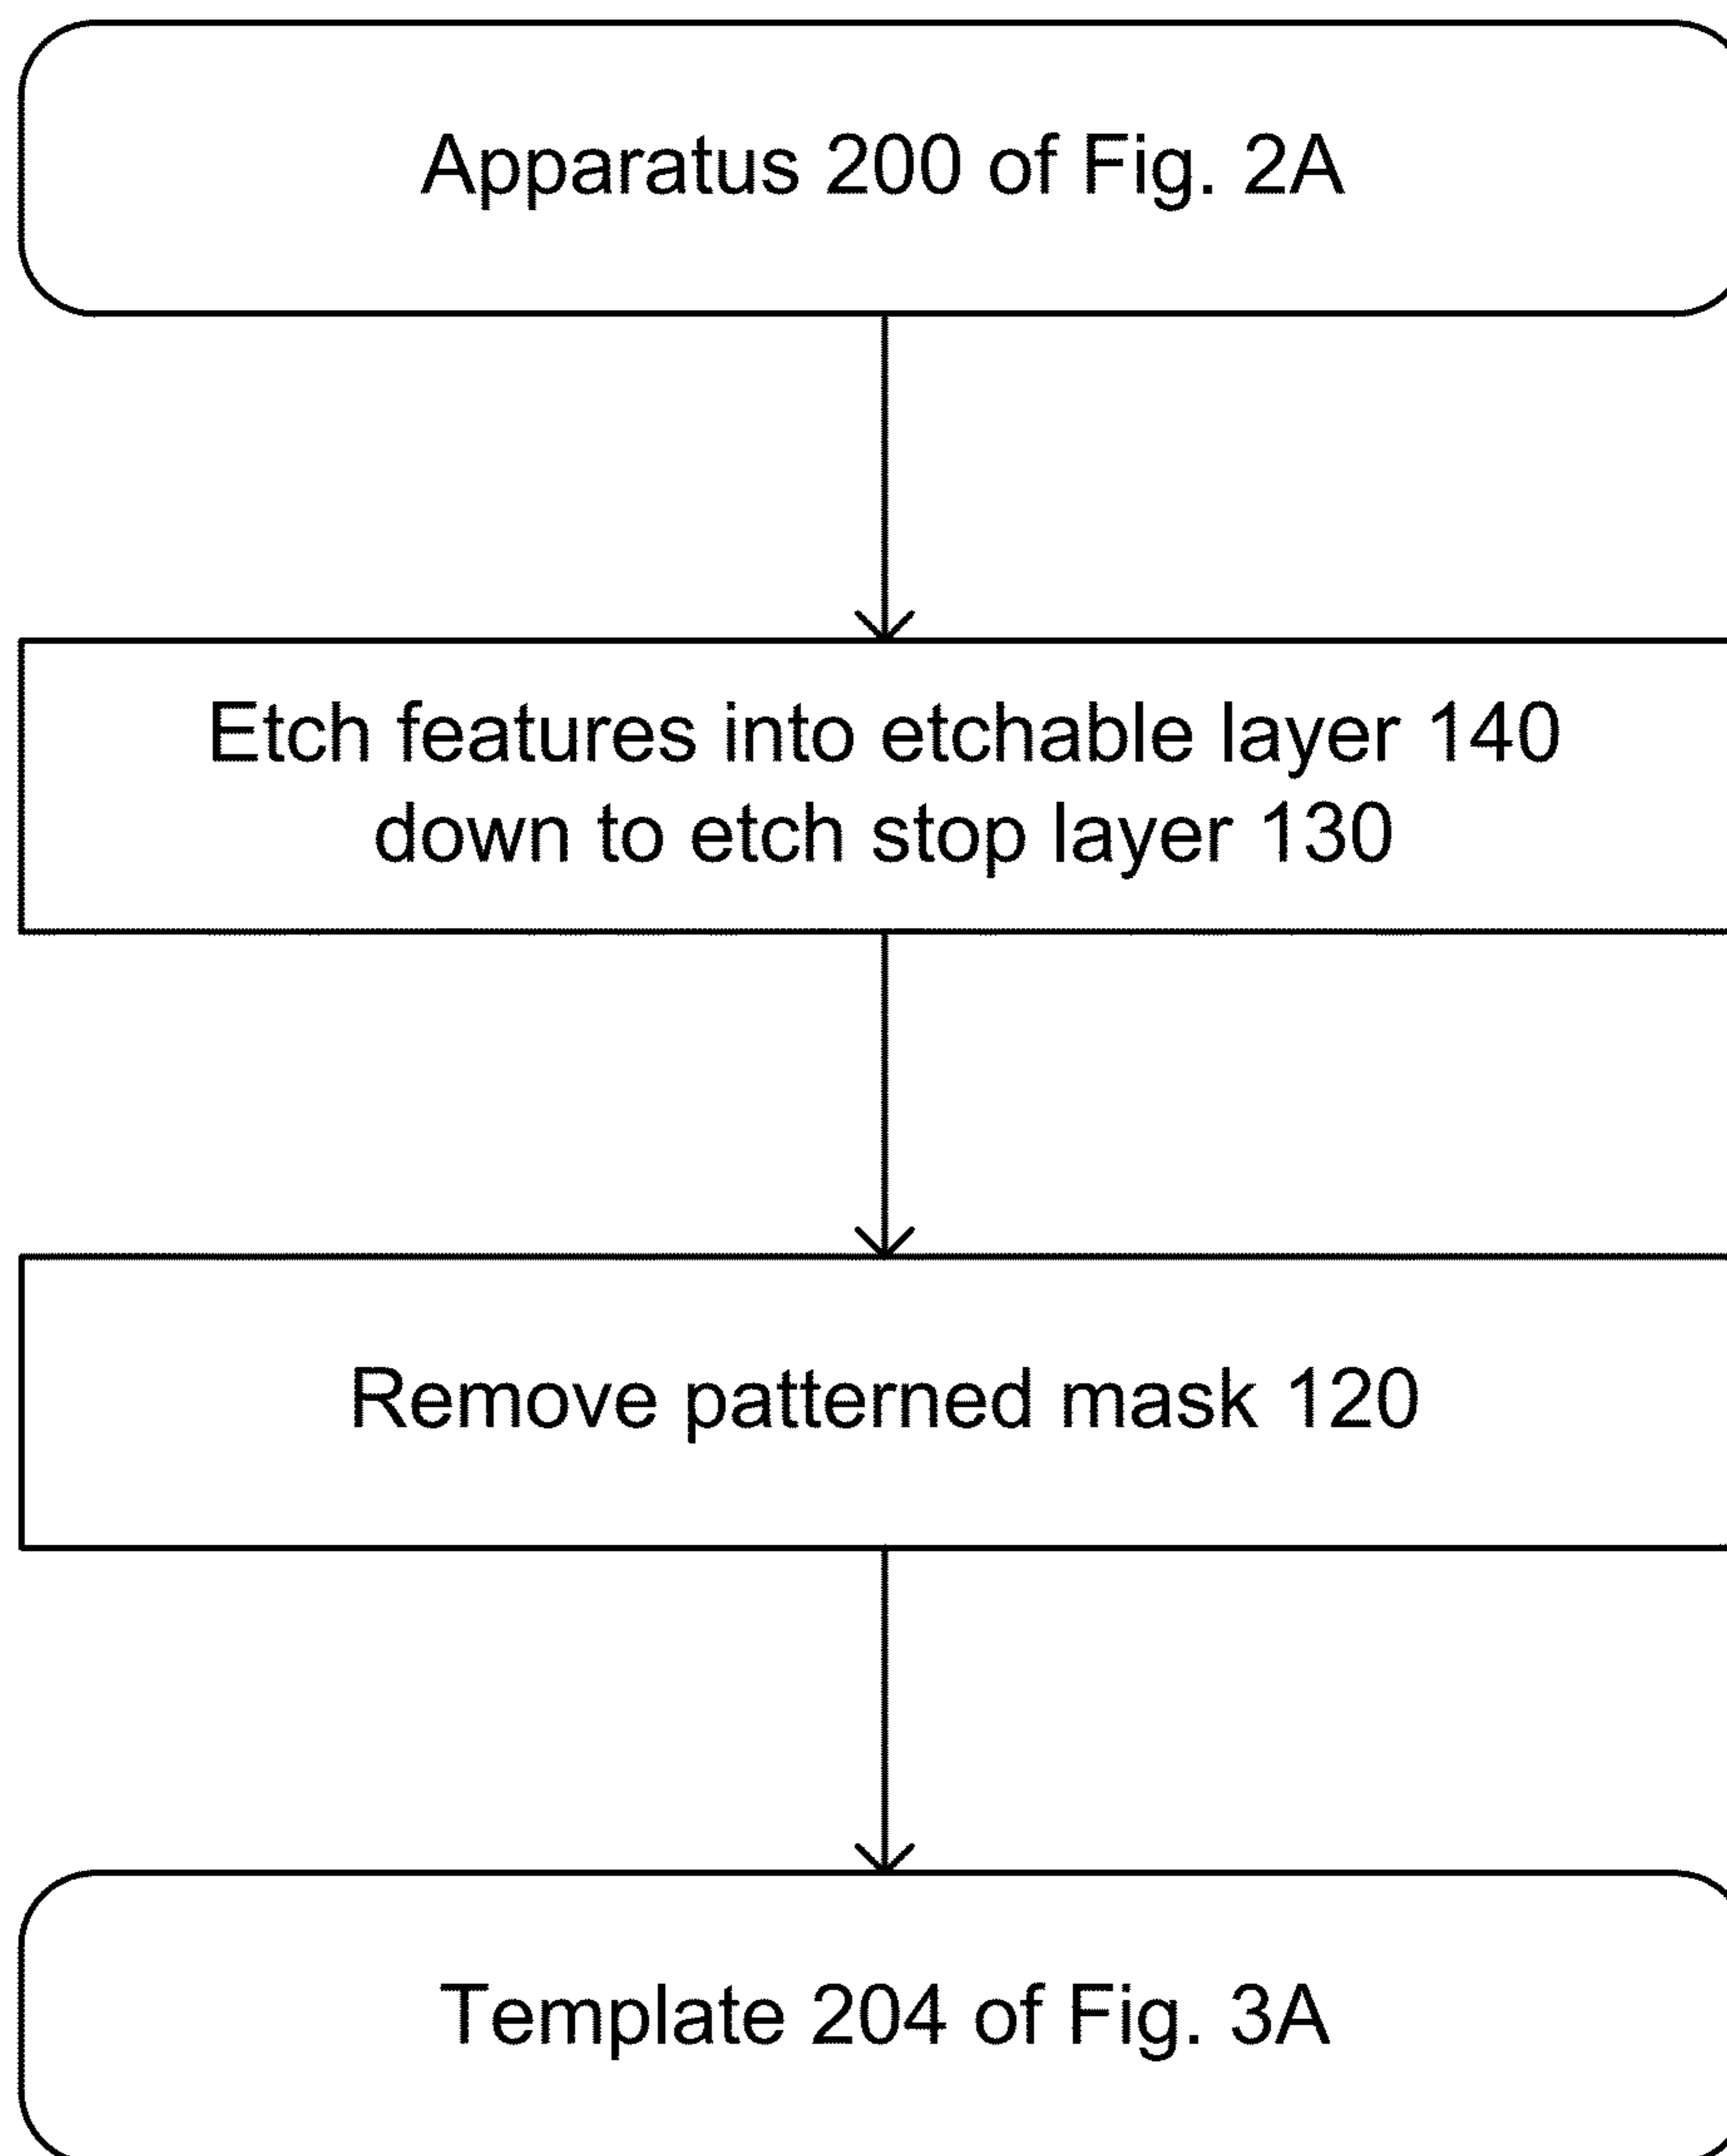 Apparatus 200 of Fig. 2A
Etch features into etchable layer 140
down to etch stop layer 130
Remove patterned mask 120
Template 204 of Fig. 3A